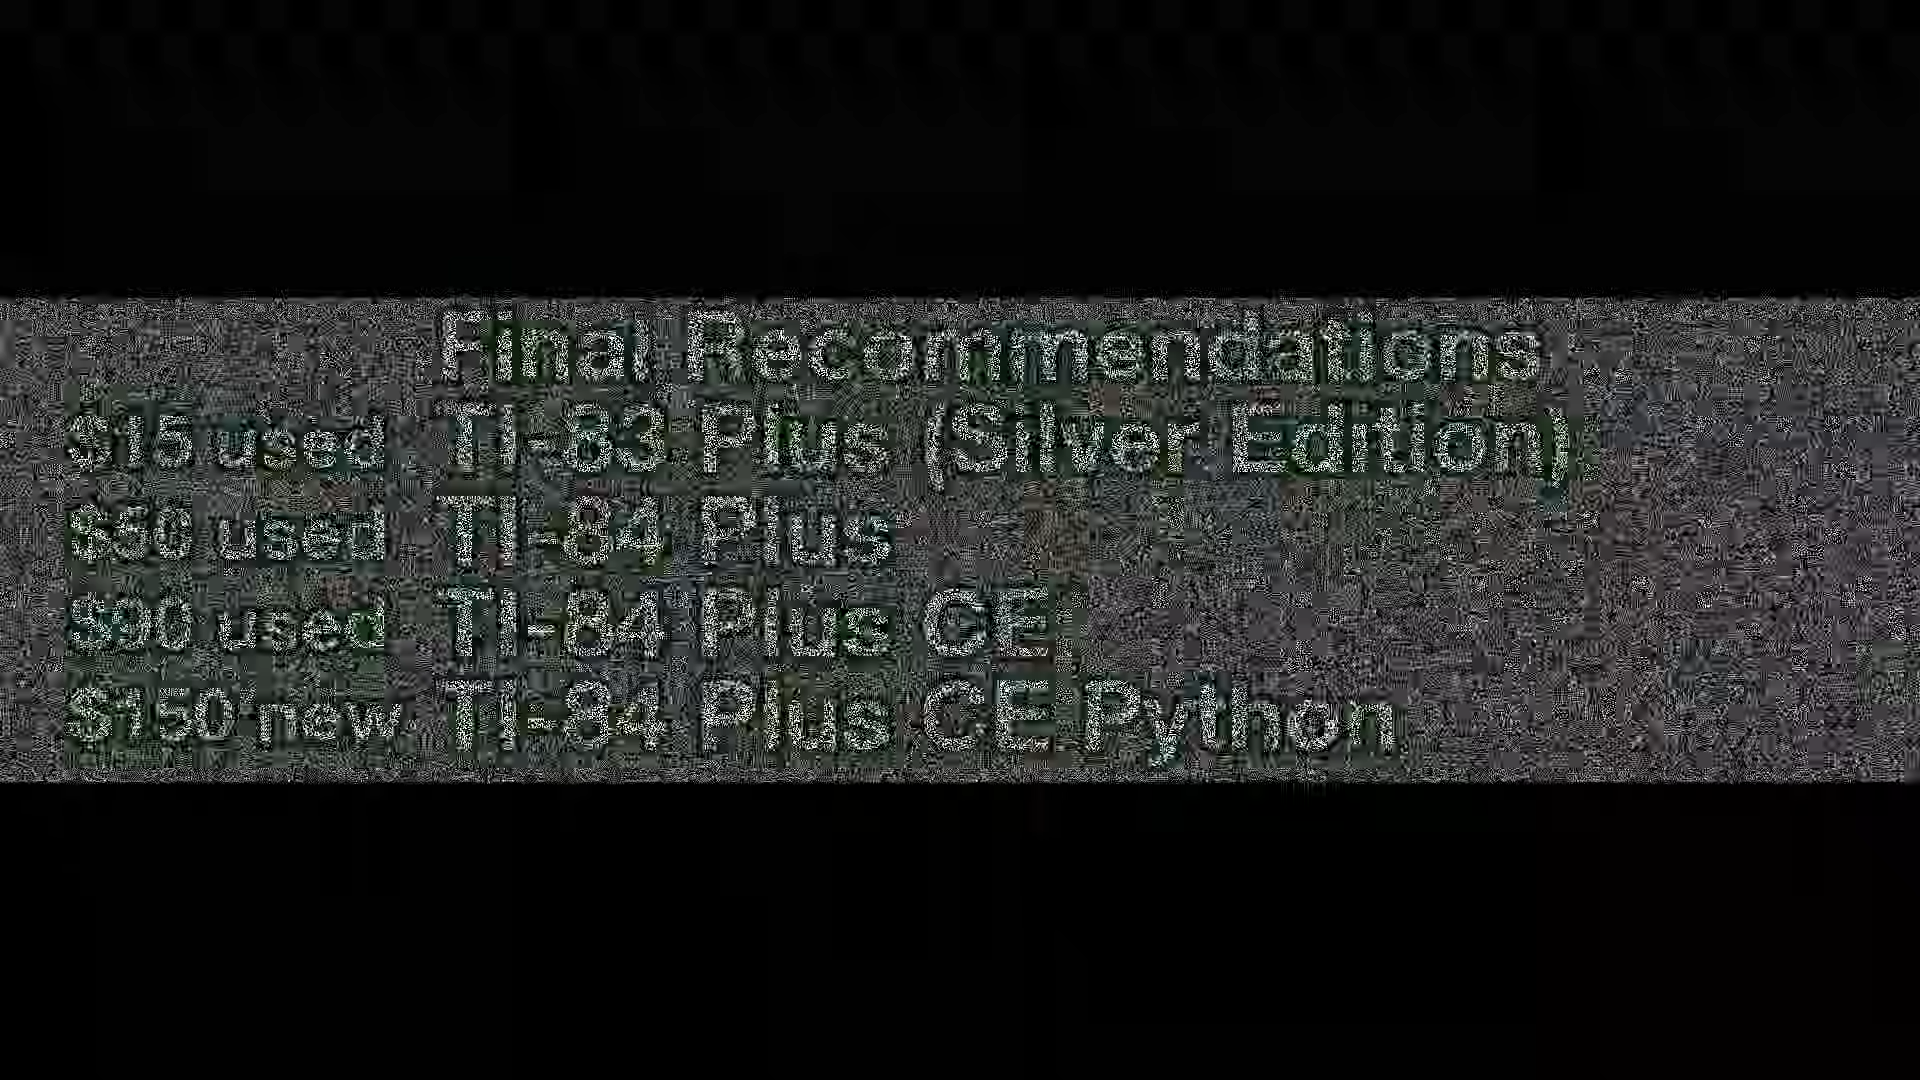 Final Recommendations
$15 used TI-83 Plus (Silver Edition)
used TI-84 Plus
$90 used TI-84 Plus CE
$150 new TI-84 Plus CE Python